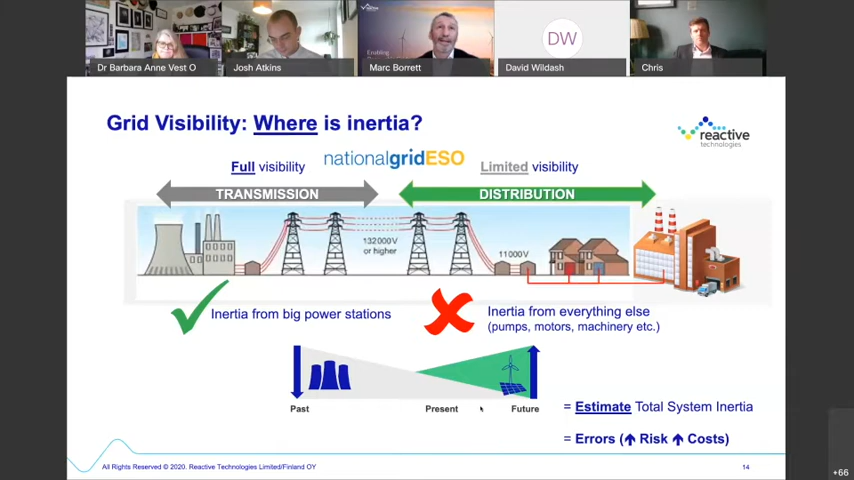 Enabling
DW
Dr Barbara Anne Vest O
Josh Atkins
Marc Borrett
David Wildash
Chris
Grid Visibility: Where is inertia?
reactive
technologies
Full visibility
nationalgridESO
Limited visibility
TRANSMISSION
DISTRIBUTION
132000V
or higher
11000V
Inertia from big power stations
Inertia from everything else
(pumps, motors, machinery etc.)
Past
Present
Future
= Estimate Total System Inertia
= Errors (↑ Risk ↑ Costs)
All Rights Reserved © 2020. Reactive Technologies Limited/Finland OY
14
+66